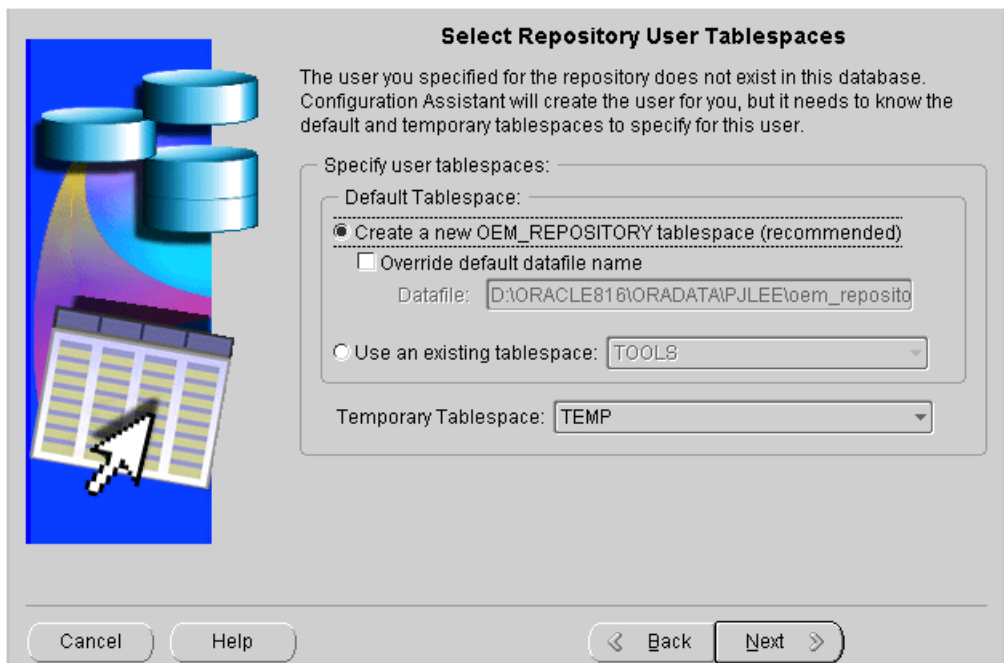 Select Repository User Tablespaces
The user you specified for the repository does not exist in this database.
Configuration Assistant will create the user for you, but it needs to know the
default and temporary tablespaces to specify for this user.
Specify user tablespaces:
Default Tablespace:
Create a new OEM_REPOSITORY tablespace (recommended)
Override default datafile name
Datafile: D:\ORACLE816\ORADATA\PJLEE\oem_reposito
Use an existing tablespace: TOOLS
Temporary Tablespace: TEMP
Cancel Help Back Next